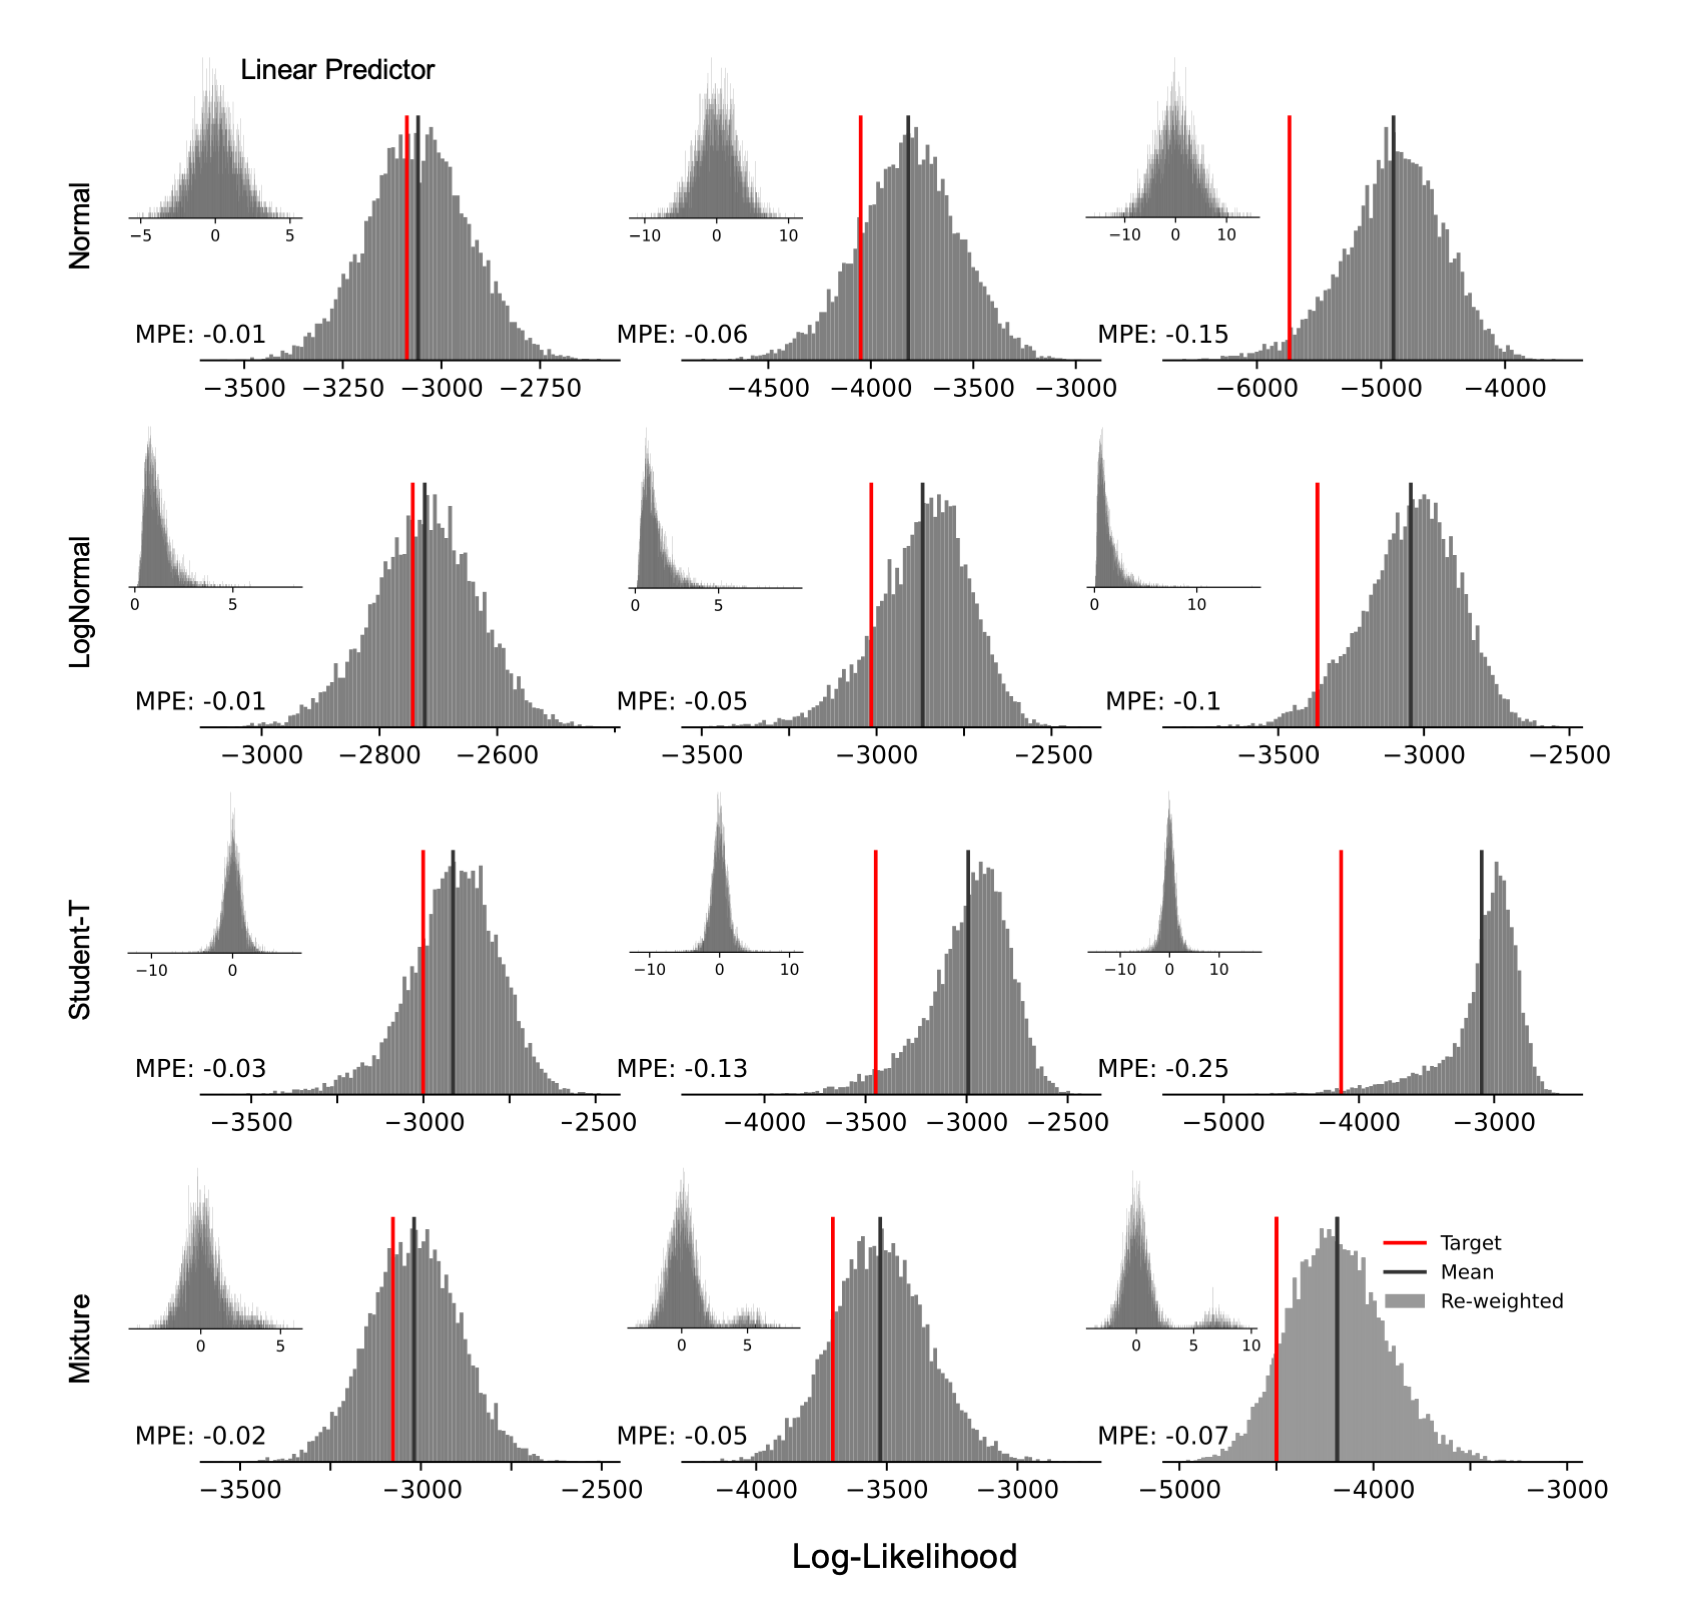 Linear Predictor
Normal
−5 0 5
−10 0 10
−10 0 10
MPE: -0.01
MPE: -0.06
MPE: -0.15
−3500 −3250 −3000 −2750
−4500 −4000 −3500 −3000
−6000 −5000 −4000
LogNormal
0 5
0 5
0 10
MPE: -0.01
MPE: -0.05
MPE: -0.1
−3000 −2800 −2600
−3500 −3000 −2500
−3500 −3000 −2500
Student-T
−10 0
−10 0 10
−10 0 10
MPE: -0.03
MPE: -0.13
MPE: -0.25
−3500 −3000 -2500
−4000 −3500 −3000 −2500
−5000 −4000 −3000
Mixture
0 5
0 5
0 5 10
Target
Mean
Re-weighted
MPE: -0.02
MPE: -0.05
MPE: -0.07
−3500 −3000 −2500
−4000 −3500 −3000
−5000 −4000 −3000
Log-Likelihood